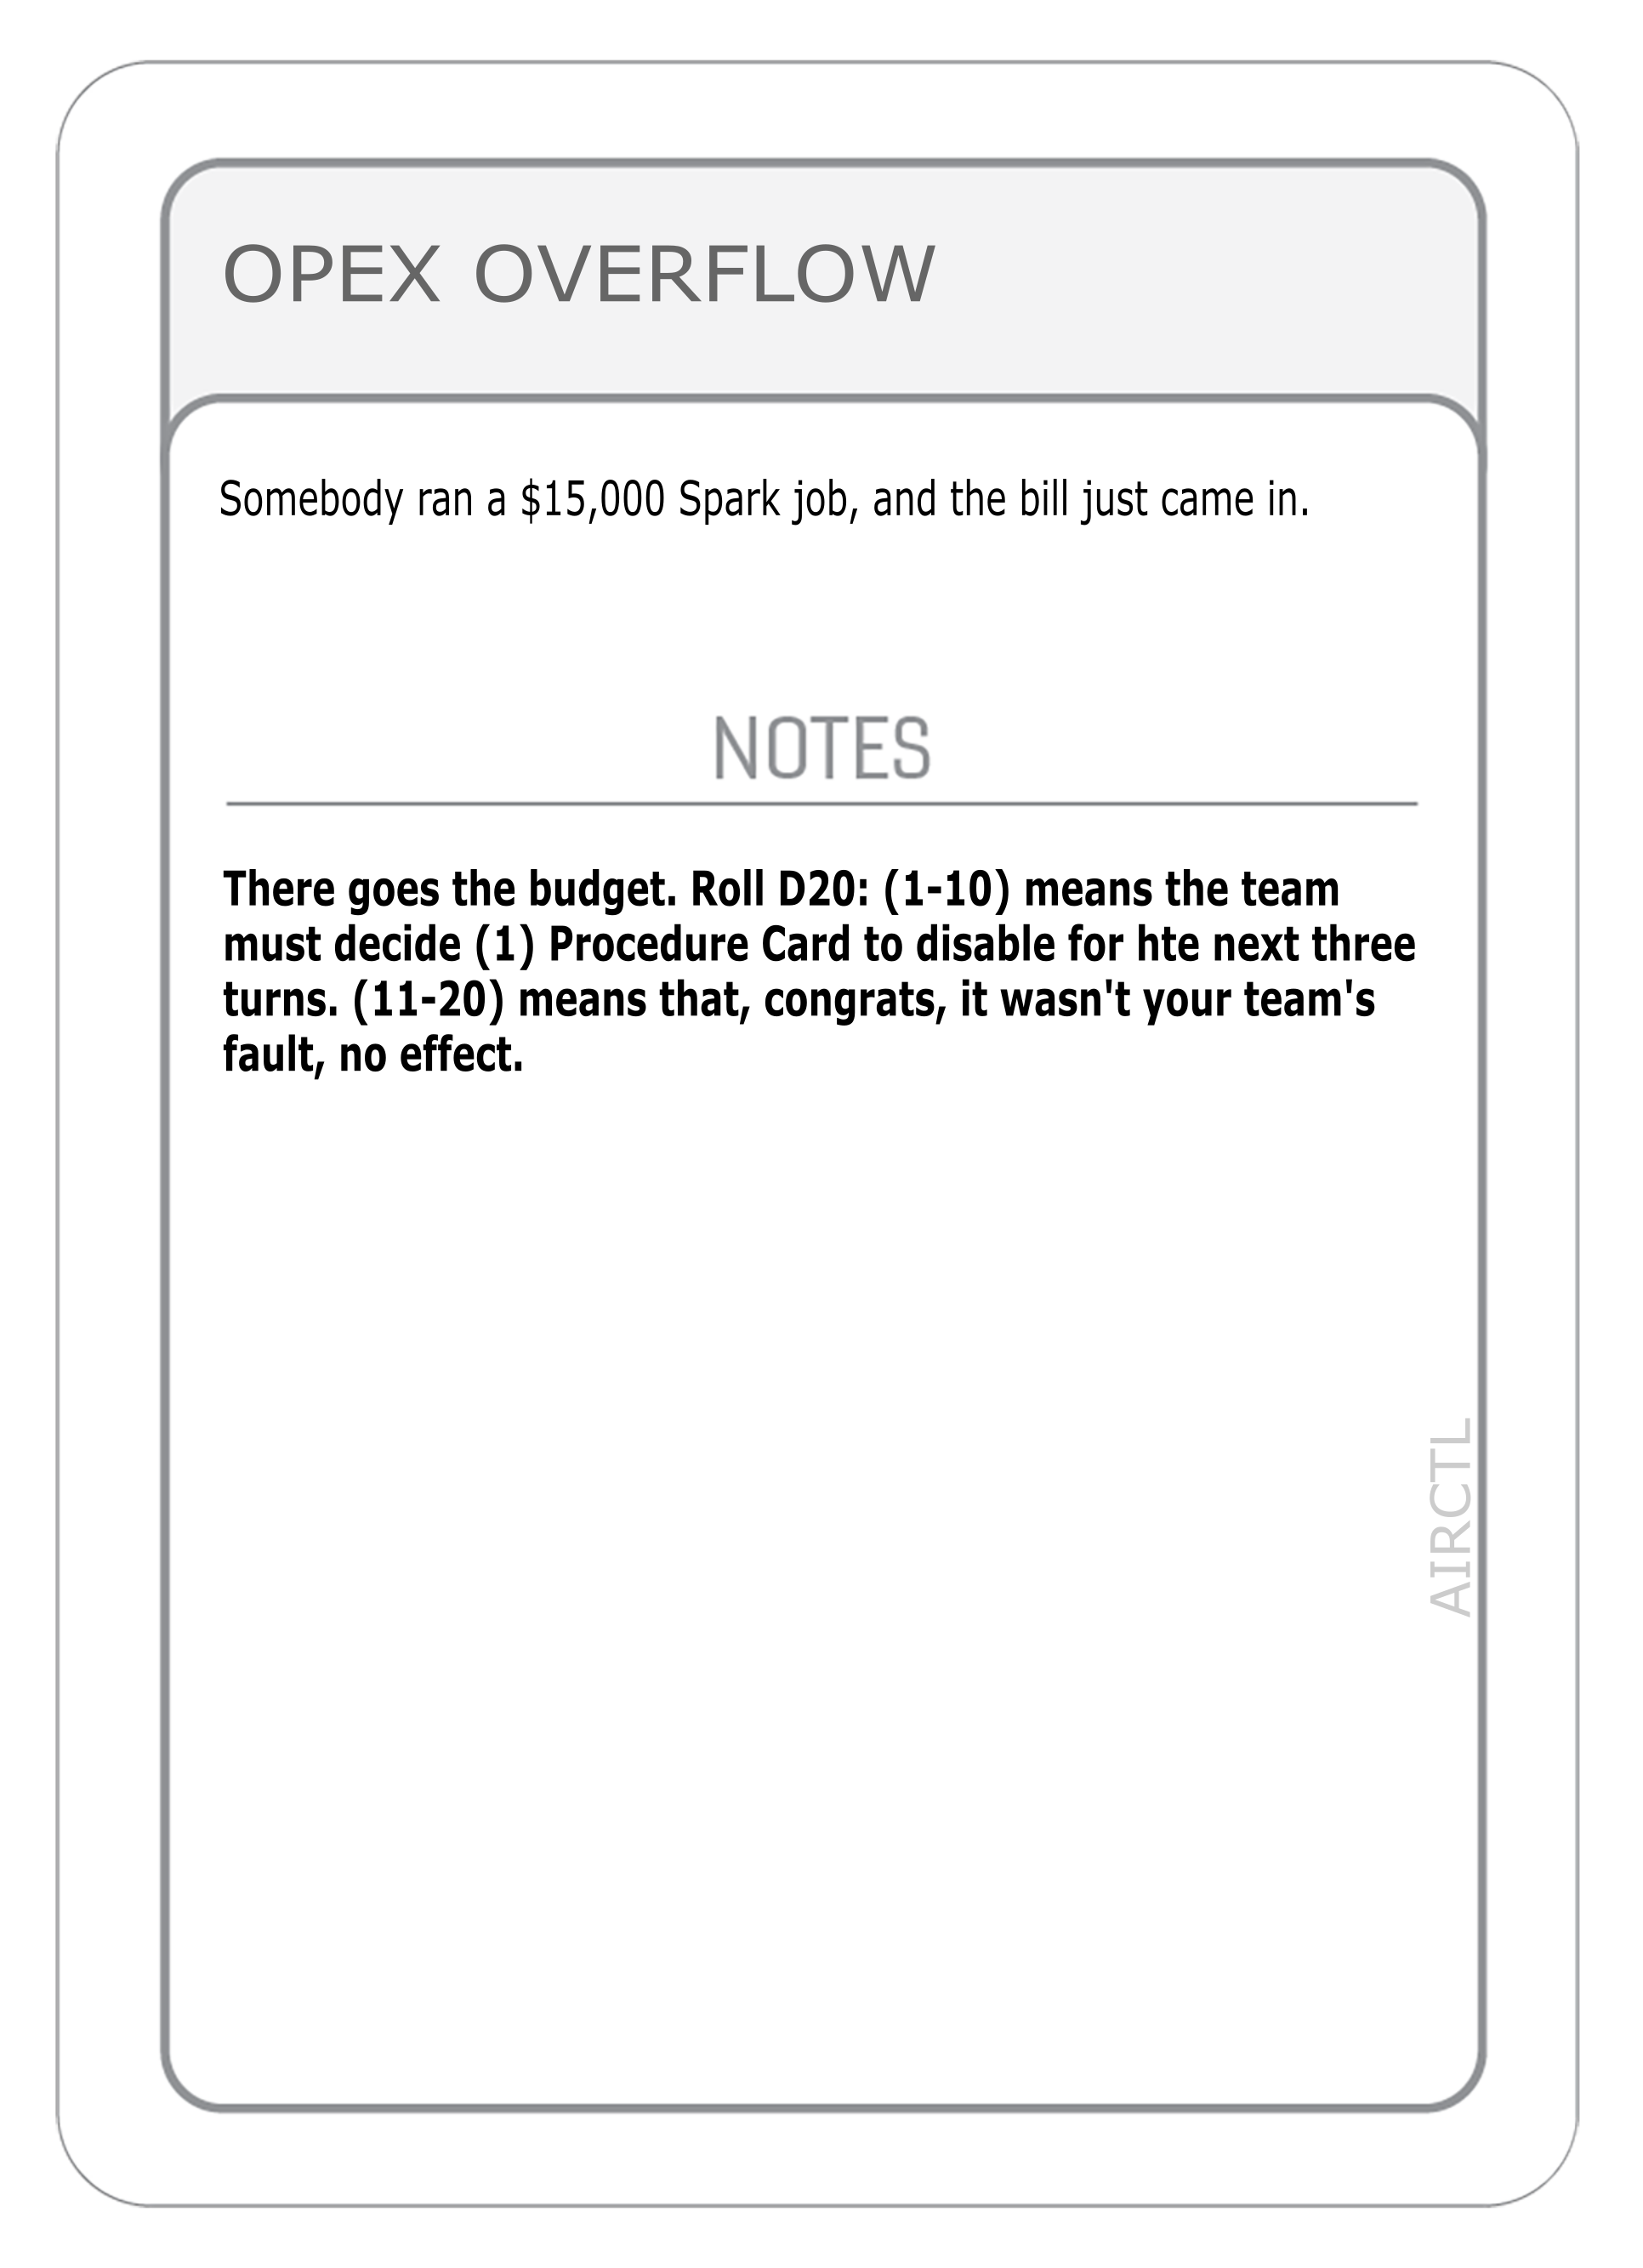 OPEX OVERFLOW
Somebody ran a $15,000 Spark job, and the bill just came in.
NOTES
There goes the budget. Roll D20: (1-10) means the team
must decide (1) Procedure Card to disable for hte next three
turns. (11-20) means that, congrats, it wasn't your team's
fault, no effect.
AIRCTL